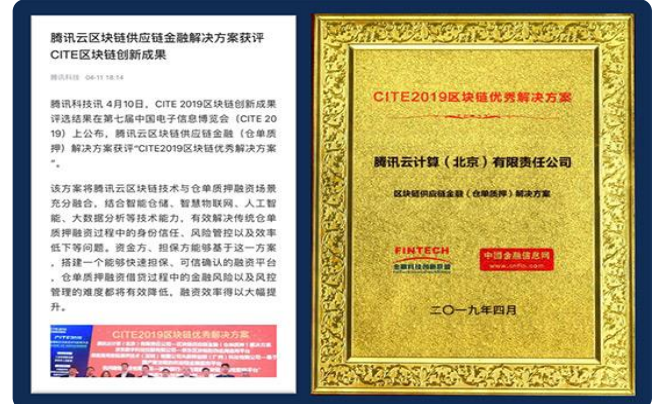 腾讯云区块链供应链金融解决方案获评
CITE区块链创新成果
腾讯科技 04-11 18:14
腾讯科技讯 4月10日，CITE 2019区块链创新成果
评选结果在第七届中国电子信息博览会（CITE 20
19）上公布，腾讯云区块链供应链金融（仓单质
押）解决方案获评“CITE2019区块链优秀解决方案
”。
该方案将腾讯云区块链技术与仓单质押融资场景
充分融合，结合智能仓储、智慧物联网、人工智
能、大数据分析等技术能力，有效解决传统仓单
质押融资过程中的身份信任、风险管控以及效率
低下等问题。资金方、担保方能够基于这一方案
，搭建一个能够快速担保、可信确认的融资平台
，仓单质押融资借贷过程中的金融风险以及风控
管理的难度都将有效降低，融资效率得以大幅提
升。
CITE2019区块链优秀解决方案
CITE2019区块链优秀解决方案
腾讯云计算（北京）有限责任公司
区块链供应链金融（仓单质押）解决方案
FINTECH
金融科技创新联盟
中国金融信息网
www.cnfin.com
二〇一九年四月